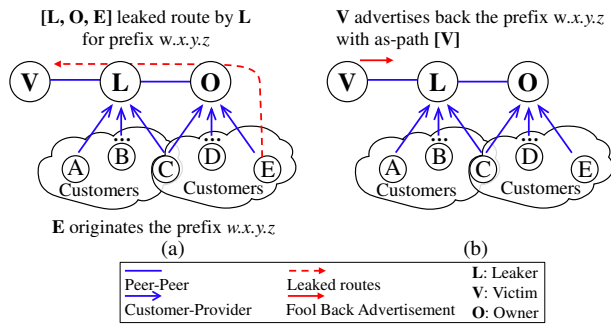 [L, O, E] leaked route by L
for prefix w.x.y.z
V advertises back the prefix w.x.y.z
with as-path [V]
V
L
O
V
L
O
...
...
...
...
A
B
C
D
E
A
B
C
D
E
Customers
Customers
Customers
Customers
E originates the prefix w.x.y.z
(a)
(b)
Peer-Peer
Leaked routes
L: Leaker
Customer-Provider
Fool Back Advertisement
V: Victim
O: Owner